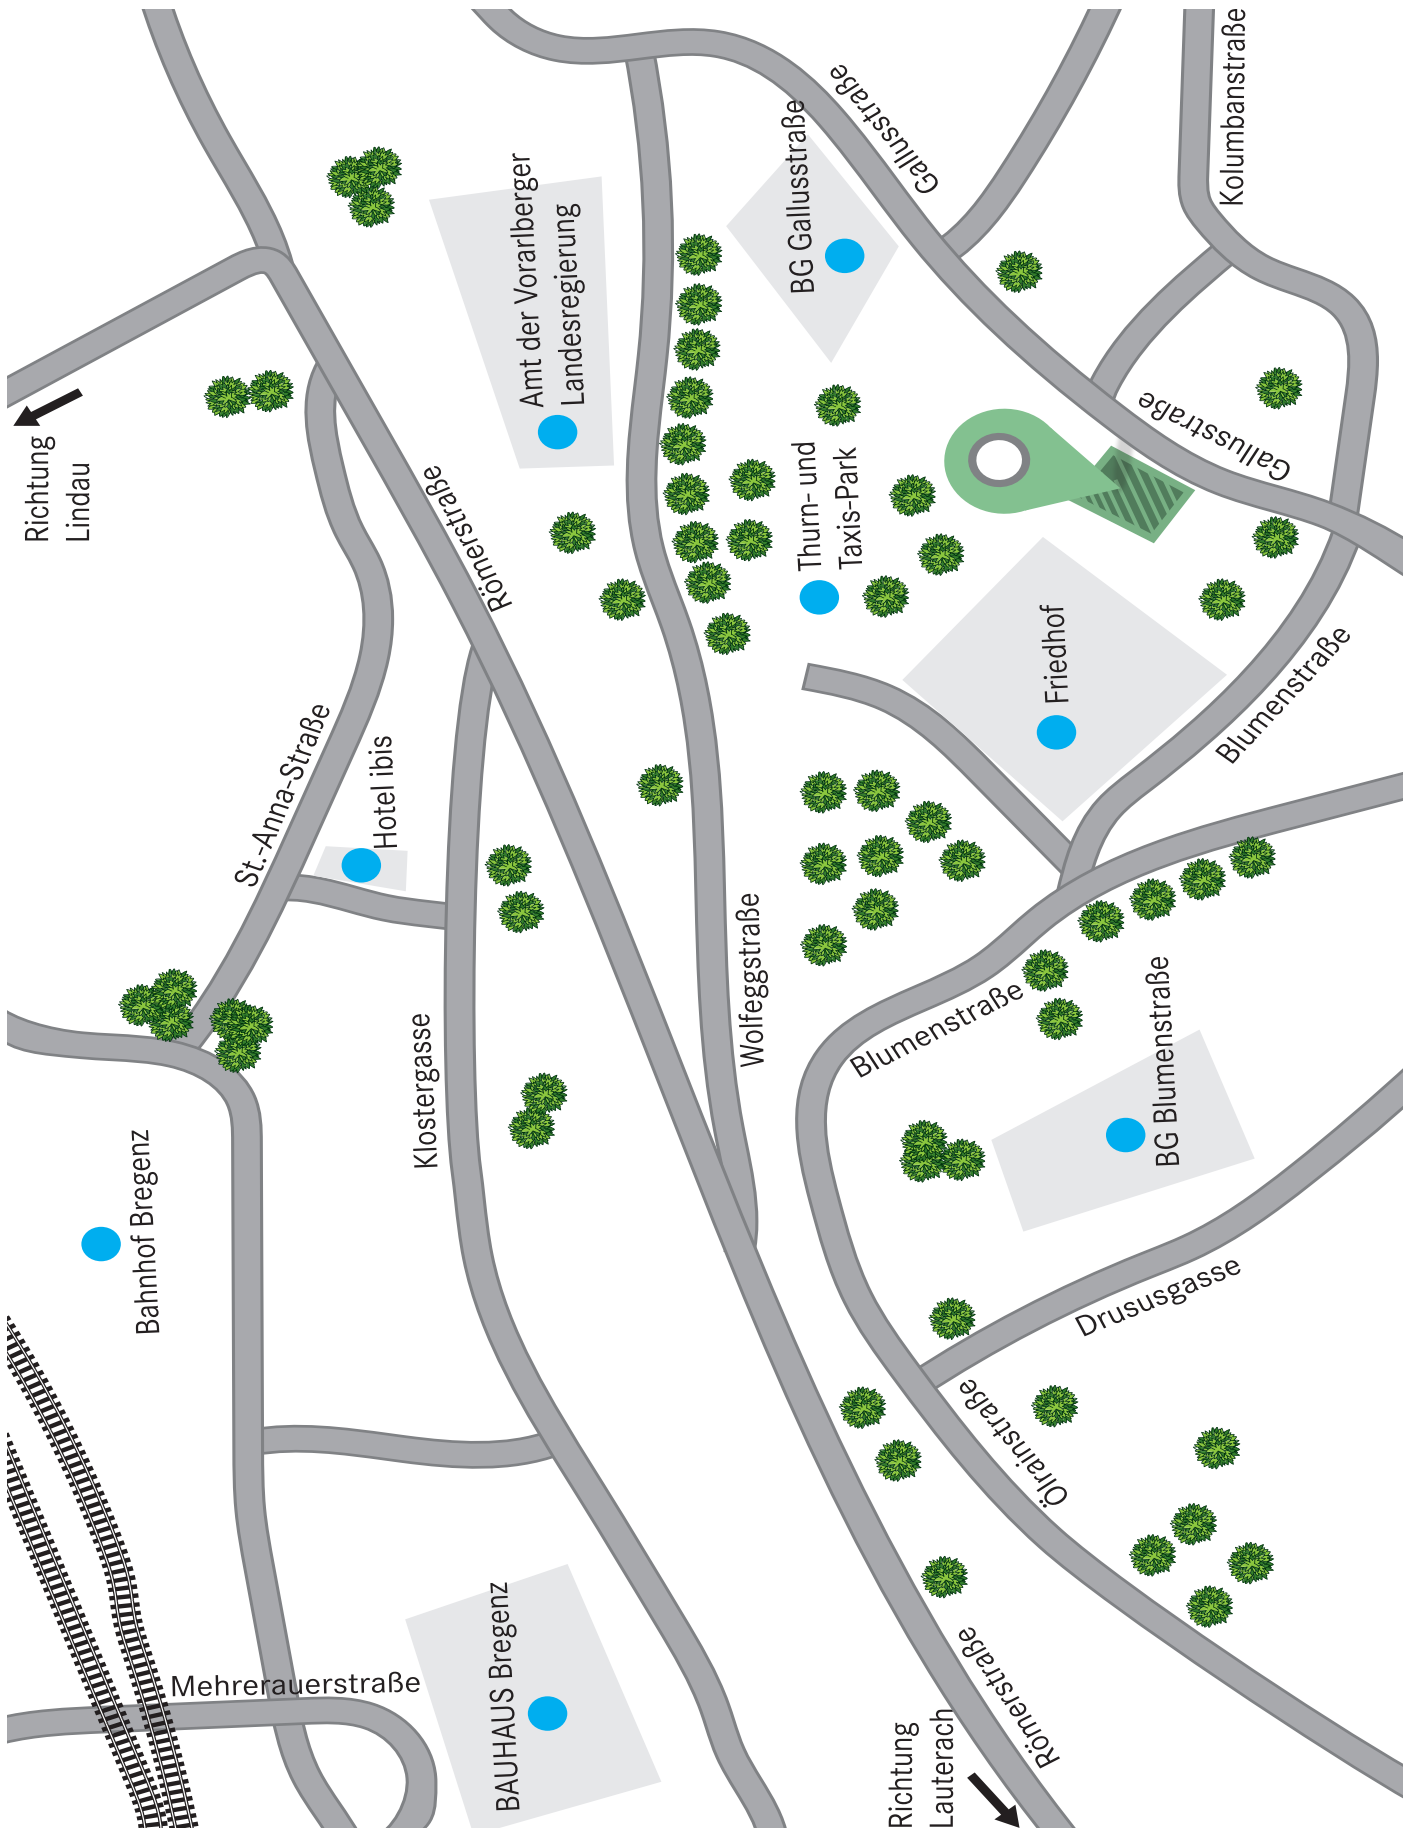 Kolumbanstraße
Gallusstraße
BG Gallusstraße
Amt der Vorarlberger
Landesregierung
Gallusstraße
Richtung
Lindau
Römerstraße
Thurn- und
Taxis-Park
Friedhof
Blumenstraße
St.-Anna-Straße
Hotel ibis
Wolfeggstraße
Blumenstraße
BG Blumenstraße
Klostergasse
Bahnhof Bregenz
Drususgasse
Ölrainstraße
BAUHAUS Bregenz
Mehrerauerstraße
Römerstraße
Richtung
Lauterach